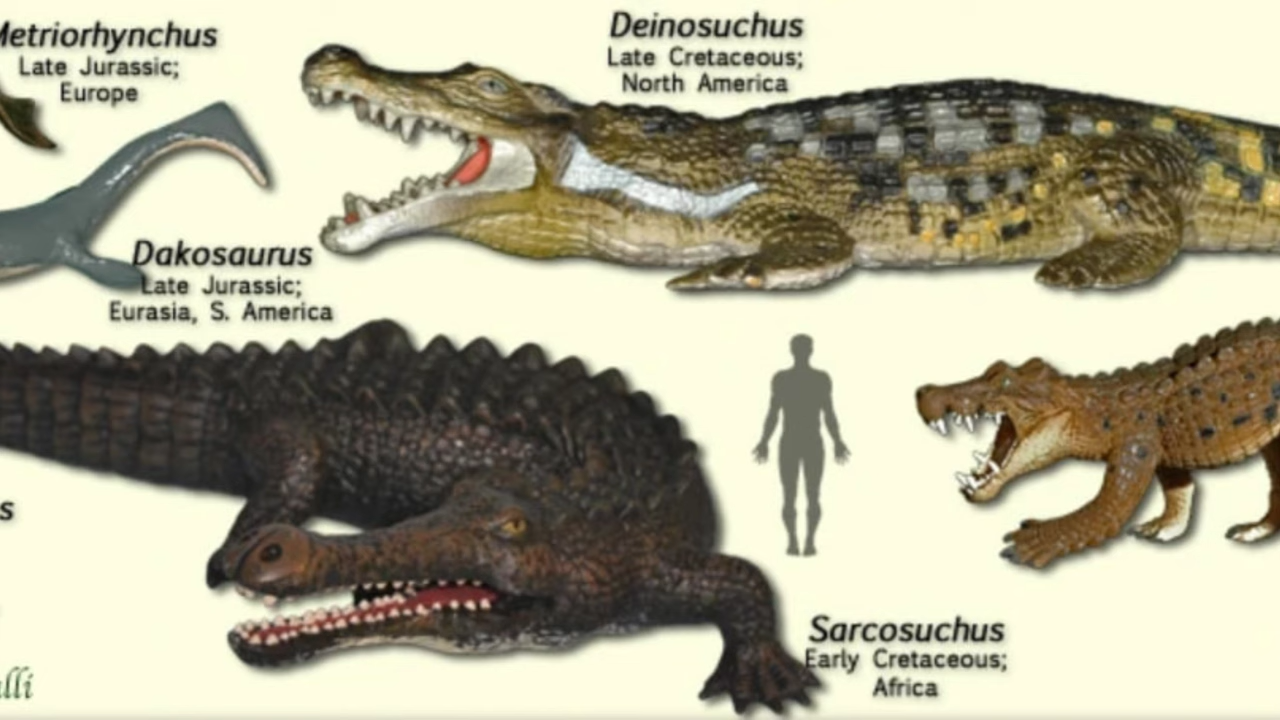 Metriorhynchus
Late Jurassic;
Europe
Deinosuchus
Late Cretaceous;
North America
Dakosaurus
Late Jurassic;
Eurasia, S. America
Sarcosuchus
Early Cretaceous;
Africa